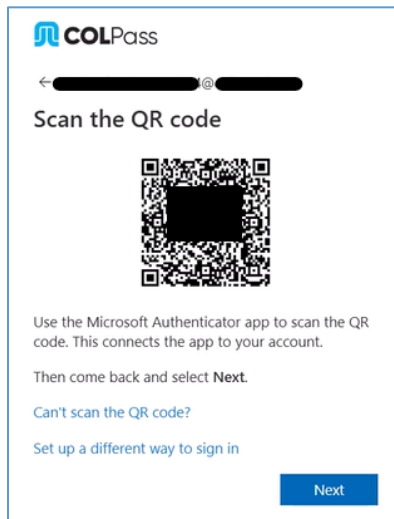 COLPass
@
Scan the QR code
Use the Microsoft Authenticator app to scan the QR
code. This connects the app to your account.
Then come back and select Next.
Can't scan the QR code?
Set up a different way to sign in
Next